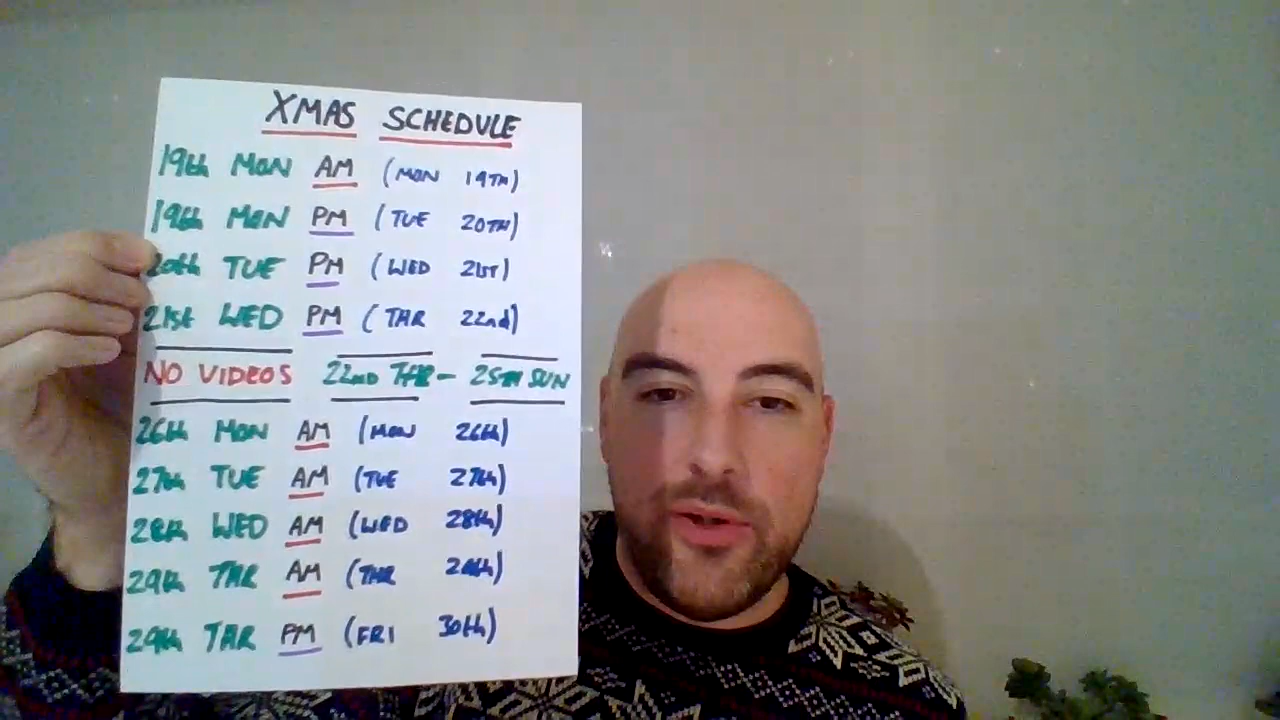 XMAS SCHEDULE
19th MON AM (MON 19TH)
19th MON PM (TUE 20TH)
20th TUE PM (WED 21ST)
21st WED PM (THR 22nd)
NO VIDEOS 22ND THR - 25TH SUN
26th MON AM (MON 26th)
27th TUE AM (TUE 27th)
28th WED AM (WED 28th)
29th THR AM (THR 29th)
29th THR PM (FRI 30th)